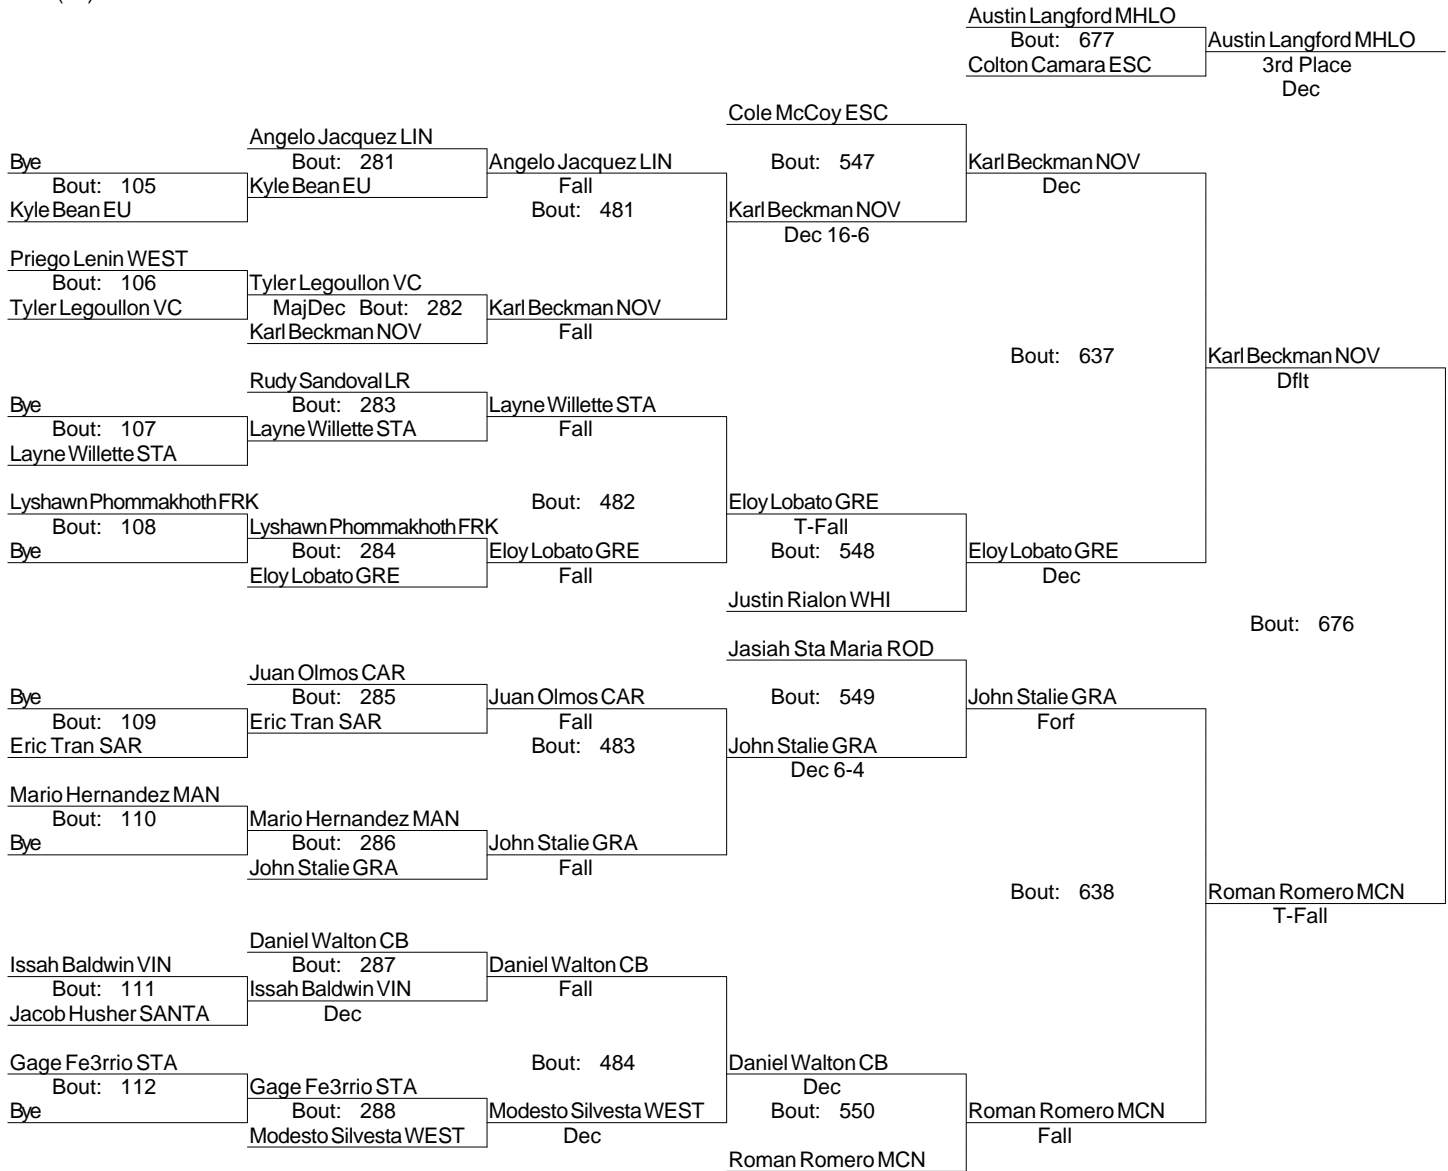 Austin Langford MHLO
Bout: 677
Austin Langford MHLO
Colton Camara ESC
3rd Place
Dec
Cole McCoy ESC
Angelo Jacquez LIN
Bye
Bout: 281
Angelo Jacquez LIN
Bout: 547
Karl Beckman NOV
Bout: 105
Kyle Bean EU
Fall
Dec
Kyle Bean EU
Bout: 481
Karl Beckman NOV
Dec 16-6
Priego Lenin WEST
Bout: 106
Tyler Legoullon VC
Tyler Legoullon VC
MajDec Bout: 282
Karl Beckman NOV
Karl Beckman NOV
Fall
Bout: 637
Karl Beckman NOV
Rudy Sandoval LR
Dflt
Bye
Bout: 283
Layne Willette STA
Bout: 107
Layne Willette STA
Fall
Layne Willette STA
Lyshawn Phommakhoth FRK
Bout: 482
Eloy Lobato GRE
Bout: 108
Lyshawn Phommakhoth FRK
T-Fall
Bye
Bout: 284
Eloy Lobato GRE
Bout: 548
Eloy Lobato GRE
Eloy Lobato GRE
Fall
Dec
Justin Rialon WHI
Bout: 676
Jasiah Sta Maria ROD
Juan Olmos CAR
Bye
Bout: 285
Juan Olmos CAR
Bout: 549
John Stalie GRA
Bout: 109
Eric Tran SAR
Fall
Forf
Eric Tran SAR
Bout: 483
John Stalie GRA
Dec 6-4
Mario Hernandez MAN
Bout: 110
Mario Hernandez MAN
Bye
Bout: 286
John Stalie GRA
John Stalie GRA
Fall
Bout: 638
Roman Romero MCN
T-Fall
Daniel Walton CB
Issah Baldwin VIN
Bout: 287
Daniel Walton CB
Bout: 111
Issah Baldwin VIN
Fall
Jacob Husher SANTA
Dec
Gage Fe3rrio STA
Bout: 484
Daniel Walton CB
Bout: 112
Gage Fe3rrio STA
Dec
Bye
Bout: 288
Modesto Silvesta WEST
Bout: 550
Roman Romero MCN
Modesto Silvesta WEST
Dec
Fall
Roman Romero MCN